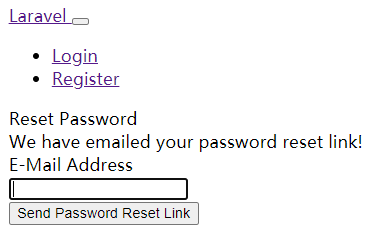 Laravel
Login
Register
Reset Password
We have emailed your password reset link!
E-Mail Address
Send Password Reset Link